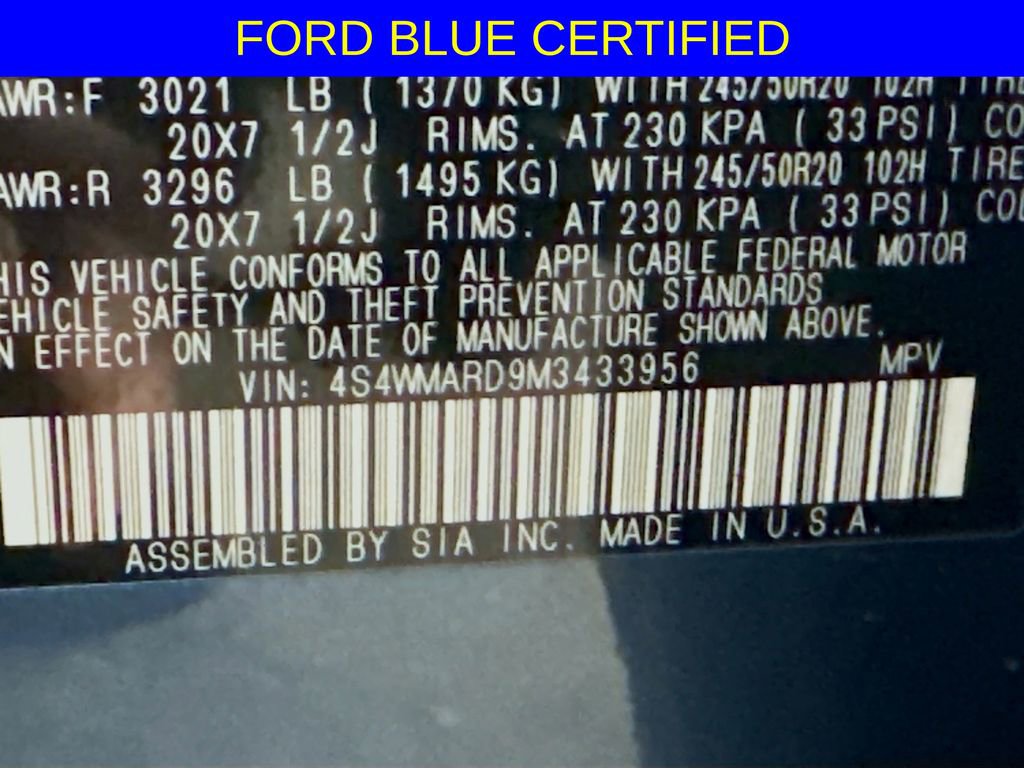 FORD BLUE CERTIFIED
AWR:F 3021 LB ( 1370 KG) WITH 245/50R20 102H TIRE
20X7 1/2J RIMS. AT 230 KPA ( 33 PSI) CO
AWR:R 3296 LB ( 1495 KG) WITH 245/50R20 102H TIRE
20X7 1/2J RIMS. AT 230 KPA ( 33 PSI) COL
HIS VEHICLE CONFORMS TO ALL APPLICABLE FEDERAL MOTOR
EHICLE SAFETY AND THEFT PREVENTION STANDARDS
N EFFECT ON THE DATE OF MANUFACTURE SHOWN ABOVE.
VIN: 4S4WMARD9M3433956 MPV
ASSEMBLED BY SIA INC. MADE IN U.S.A.